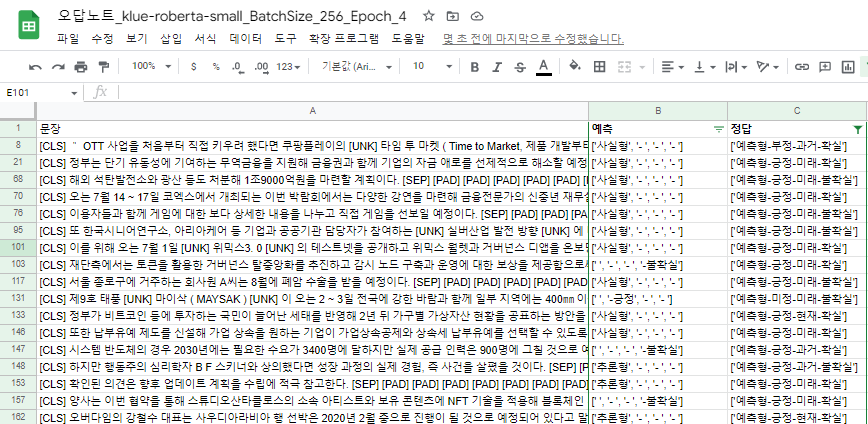 오답노트_klue-roberta-small_BatchSize_256_Epoch_4
파일 수정 보기 삽입 서식 데이터 도구 확장 프로그램 도움말 몇 초 전에 마지막으로 수정했습니다.
100% $ % .0 .00 123 기본값 (Ari... 10 B I S A
E101 fx
A B C
1 문장 예측 정답
8 [CLS] " OTT 사업을 처음부터 직접 키우려 했다면 쿠팡플레이의 [UNK] 타임 투 마켓 ( Time to Market, 제품 개발부터 ['사실형', '-', '-', '-'] ['예측형-부정-과거-확실']
21 [CLS] 정부는 단기 유동성에 기여하는 무역금융을 지원해 금융권과 함께 기업의 자금 애로를 선제적으로 해소할 예정 ['사실형', '-', '-', '-'] ['예측형-긍정-미래-확실']
68 [CLS] 해외 석탄발전소와 광산 등도 처분해 1조9000억원을 마련할 계획이다. [SEP] [PAD] [PAD] [PAD] [PAD] [PAD] ['사실형', '-', '-', '-'] ['예측형-긍정-미래-확실']
70 [CLS] 오는 7월 14 ~ 17일 코엑스에서 개최되는 이번 박람회에서는 다양한 강연을 마련해 금융전문가의 신중년 재무설 ['사실형', '-', '-', '-'] ['예측형-긍정-미래-확실']
76 [CLS] 이용자들과 함께 게임에 대한 보다 상세한 내용을 나누고 직접 게임을 선보일 예정이다. [SEP] [PAD] [PAD] [PAD] ['사실형', '-', '-', '-'] ['예측형-긍정-미래-불확실']
95 [CLS] 또 한국시니어연구소, 아리아케어 등 기업과 공공기관 담당자가 참여하는 [UNK] 실버산업 발전 방향 [UNK] 에 ['사실형', '-', '-', '-'] ['예측형-긍정-미래-확실']
101 [CLS] 이를 위해 오는 7월 1일 [UNK] 위믹스3. 0 [UNK] 의 테스트넷을 공개하고 위믹스 월렛과 거버넌스 디앱을 온보 ['사실형', '-', '-', '-'] ['예측형-긍정-미래-확실']
103 [CLS] 재단측에서는 토큰을 활용한 거버넌스 탈중앙화를 추진하고 감시 노드 구축과 운영에 대한 보상을 제공함으로써 ['', '-', '-', '-불확실'] ['예측형-긍정-미래-불확실']
117 [CLS] 서울 종로구에 거주하는 회사원 A씨는 8월에 폐암 수술을 받을 예정이다. [SEP] [PAD] [PAD] [PAD] [PAD] ['사실형', '-', '-', '-'] ['예측형-긍정-미래-확실']
131 [CLS] 제9호 태풍 [UNK] 마이삭 ( MAYSAK ) [UNK] 이 오는 2 ~ 3일 전국에 강한 바람과 함께 일부 지역에는 400㎜ 이 ['', '-긍정', '-', '-'] ['예측형-미정-미래-불확실']
133 [CLS] 정부가 비트코인 등에 투자하는 국민이 늘어난 세태를 반영해 2년 뒤 가구별 가상자산 현황을 공표하는 방안을 ['사실형', '-', '-', '-'] ['예측형-긍정-현재-확실']
146 [CLS] 또한 납부유예 제도를 신설해 가업 상속을 원하는 기업이 가업상속공제와 상속세 납부유예를 선택할 수 있도록 ['사실형', '-', '-', '-'] ['예측형-긍정-미래-확실']
147 [CLS] 시스템 반도체의 경우 2030년에는 필요한 수요가 3400명에 달하지만 실제 공급 인력은 900명에 그칠 것으로 예 ['', '-', '-', '-불확실'] ['예측형-긍정-미래-불확실']
148 [CLS] 하지만 행동주의 심리학자 B F 스키너와 상의했다면 성장 과정의 실제 경험, 즉 사건을 살폈을 것이다. [SEP] ['추론형', '-', '-', '-'] ['예측형-긍정-과거-불확실']
153 [CLS] 확인된 의견은 향후 업데이트 계획을 수립에 적극 참고한다. [SEP] [PAD] [PAD] [PAD] [PAD] [PAD] [PAD] ['사실형', '-', '-', '-'] ['예측형-긍정-미래-확실']
157 [CLS] 양사는 이번 협약을 통해 스튜디오산타클로스의 소속 아티스트와 보유 콘텐츠에 NFT 기술을 적용해 블록체인 ['', '-', '-', '-불확실'] ['예측형-긍정-미래-불확실']
162 [CLS] 오버다임의 강철수 대표는 사우디아라비아 행 선박은 2020년 2월 중으로 진행이 될 것으로 예정되어 있다고 말 ['추론형', '-', '-', '-'] ['예측형-긍정-현재-확실']